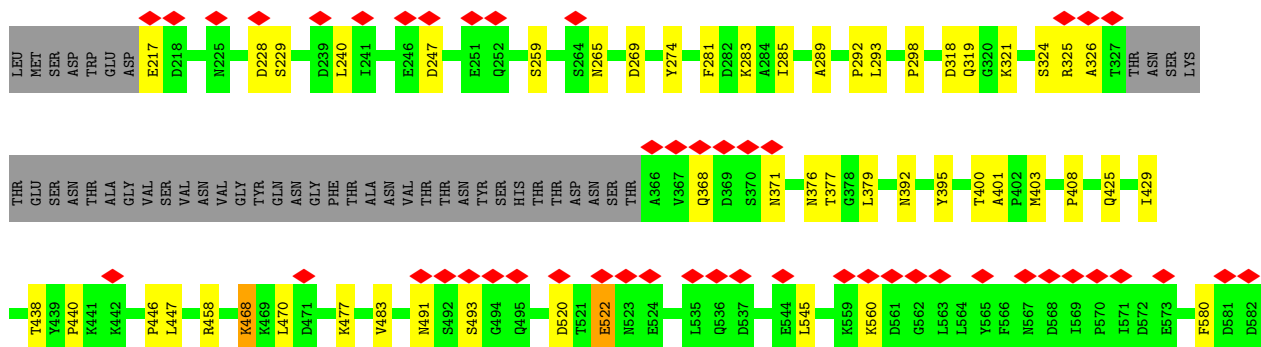 LEU MET SER ASP TRP GLU ASP E217 D218 N225 D228 S229 D239 L240 I241 E246 D247 E251 Q252 S259 S264 N265 D269 Y274 F281 D282 K283 A284 I285 A289 P292 L293 P298 D318 Q319 G320 K321 S324 R325 A326 T327 THR ASN SER LYS
THR GLU SER ASN THR ALA GLY VAL SER VAL ASN VAL GLY TYR GLN ASN GLY PHE THR ALA ASN VAL THR THR ASN TYR SER HIS THR THR ASP ASN SER THR A366 V367 Q368 D369 S370 N371 N376 T377 G378 L379 N392 Y395 T400 A401 P402 M403 P408 Q425 I429
T438 Y439 P440 K441 K442 P446 L447 R458 K468 K469 L470 D471 K477 V483 N491 S492 S493 G494 Q495 D520 T521 E522 N523 E524 L535 Q536 D537 E544 L545 K559 K560 D561 G562 L563 L564 Y565 F566 N567 D568 I569 P570 I571 D572 E573 F580 D581 D582